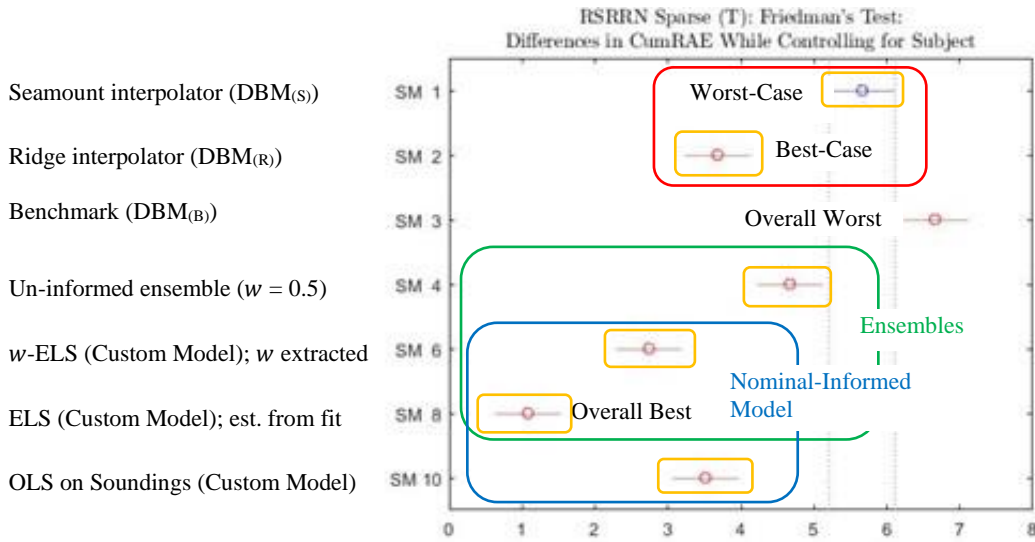 RSRRN Sparse (T): Friedman's Test:
Differences in CumRAE While Controlling for Subject
Seamount interpolator (DBM(S))
SM 1
Worst-Case
Ridge interpolator (DBM(R))
SM 2
Best-Case
Benchmark (DBM(B))
SM 3
Overall Worst
Un-informed ensemble (w = 0.5)
SM 4
Ensembles
w-ELS (Custom Model); w extracted
SM 6
Nominal-Informed
Model
ELS (Custom Model); est. from fit
SM 8
Overall Best
OLS on Soundings (Custom Model)
SM 10
0 1 2 3 4 5 6 7 8